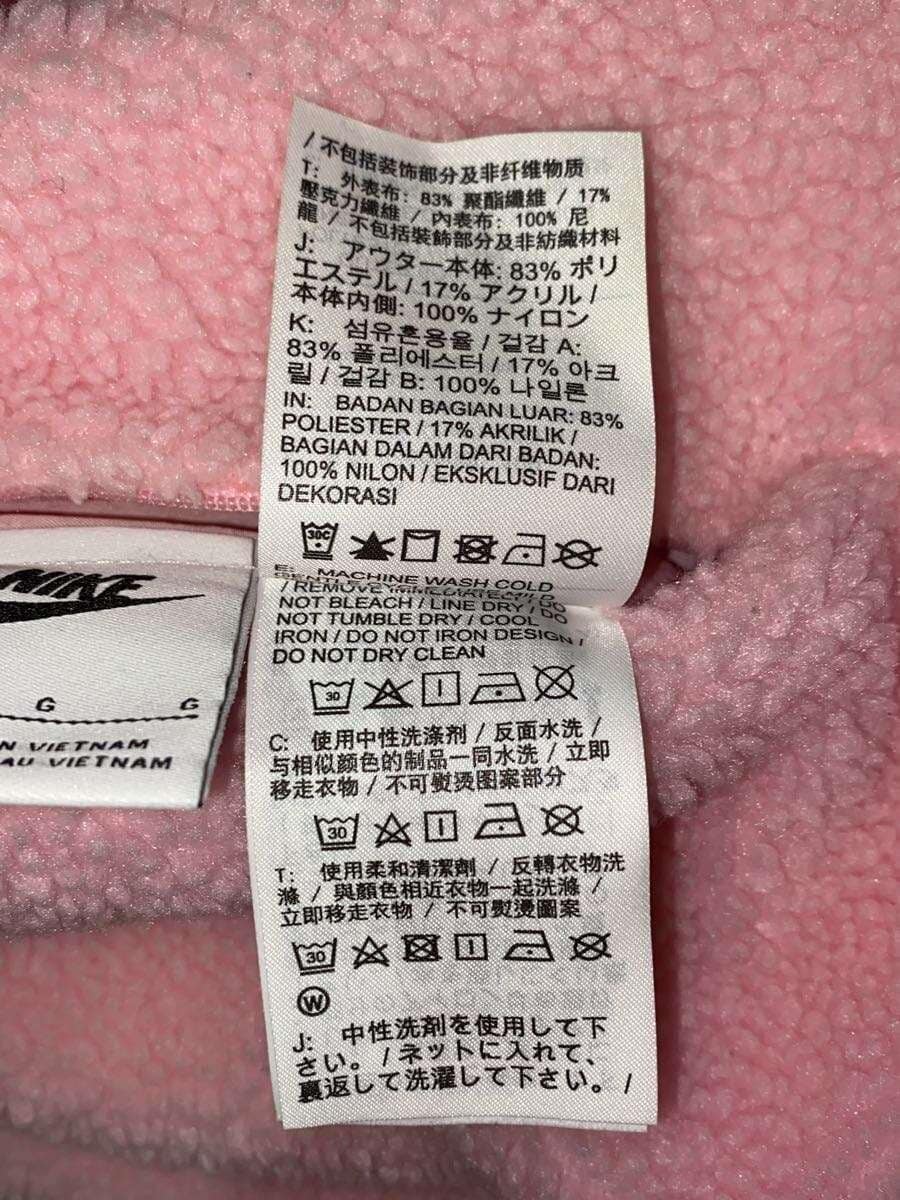 / 不包括装饰部分及非纤维物质
T: 外表布: 83% 聚酯纖維 / 17%
壓克力纖維 / 內表布: 100% 尼
龍 / 不包括裝飾部分及非紡織材料
J: アウター本体: 83% ポリ
エステル / 17% アクリル /
本体内側: 100% ナイロン
K: 섬유혼용율 / 겉감 A:
83% 폴리에스터 / 17% 아크
릴 / 겉감 B: 100% 나일론
IN: BADAN BAGIAN LUAR: 83%
POLIESTER / 17% AKRILIK /
BAGIAN DALAM DARI BADAN:
100% NILON / EKSKLUSIF DARI
DEKORASI
30C
E: MACHINE WASH COLD
/ REMOVE
NOT BLEACH / LINE DRY / DO
NOT TUMBLE DRY / COOL
IRON / DO NOT IRON DESIGN /
DO NOT DRY CLEAN
30
C: 使用中性洗涤剂 / 反面水洗 /
与相似颜色的制品一同水洗 / 立即
移走衣物 / 不可熨烫图案部分
30
T: 使用柔和清潔劑 / 反轉衣物洗
滌 / 與顏色相近衣物一起洗滌 /
立即移走衣物 / 不可熨燙圖案
30
W
J: 中性洗剤を使用して下
さい。 / ネットに入れて、
裏返して洗濯して下さい。 /
NIKE
G G
N VIETNAM
AU VIETNAM